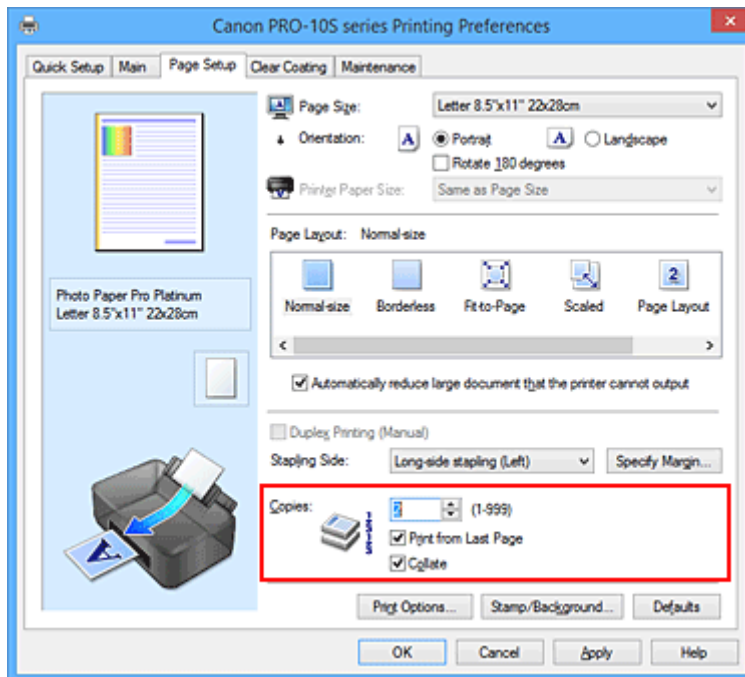 Canon PRO-10S series Printing Preferences
Quick Setup Main Page Setup Clear Coating Maintenance
Page Size: Letter 8.5"x11" 22x28cm
Orientation: A Portrait A Landscape
Rotate 180 degrees
Printer Paper Size: Same as Page Size
Page Layout: Normal-size
2
Normal-size Borderless Fit-to-Page Scaled Page Layout
Photo Paper Pro Platinum
Letter 8.5"x11" 22x28cm
Automatically reduce large document that the printer cannot output
Duplex Printing (Manual)
Stapling Side: Long-side stapling (Left) Specify Margin...
Copies: 2 (1-999)
Print from Last Page
Collate
A
Print Options... Stamp/Background... Defaults
OK Cancel Apply Help